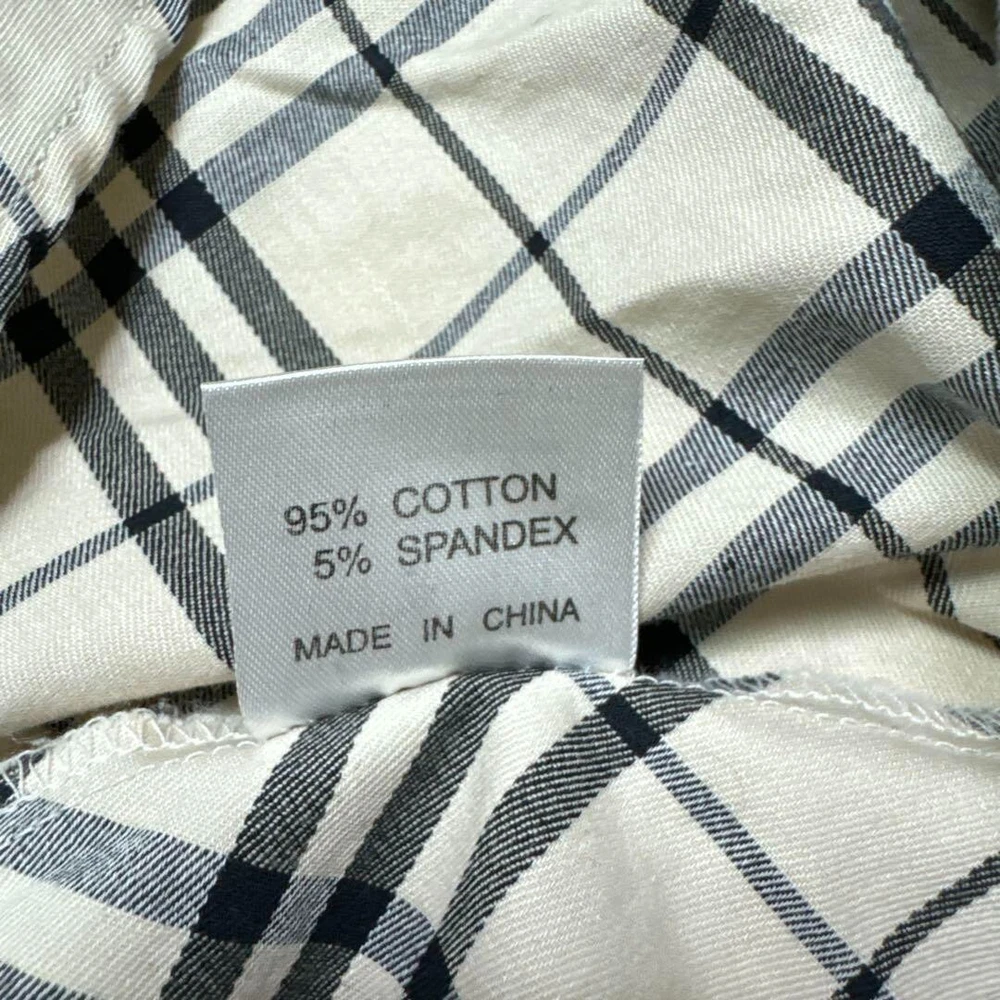 95% COTTON
5% SPANDEX
MADE IN CHINA